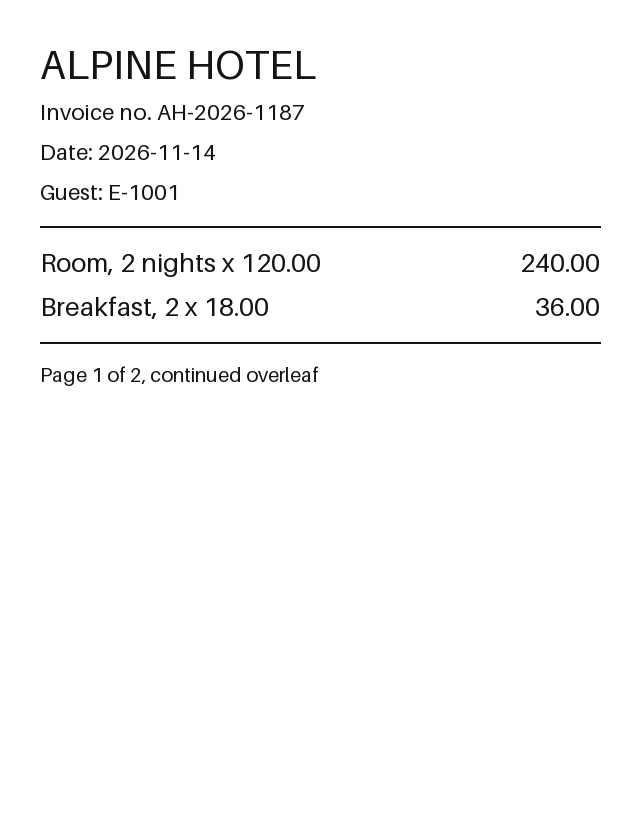 ALPINE HOTEL
Invoice no. AH-2026-1187
Date: 2026-11-14
Guest: E-1001
Room, 2 nights x 120.00 240.00
Breakfast, 2 x 18.00 36.00
Page 1 of 2, continued overleaf